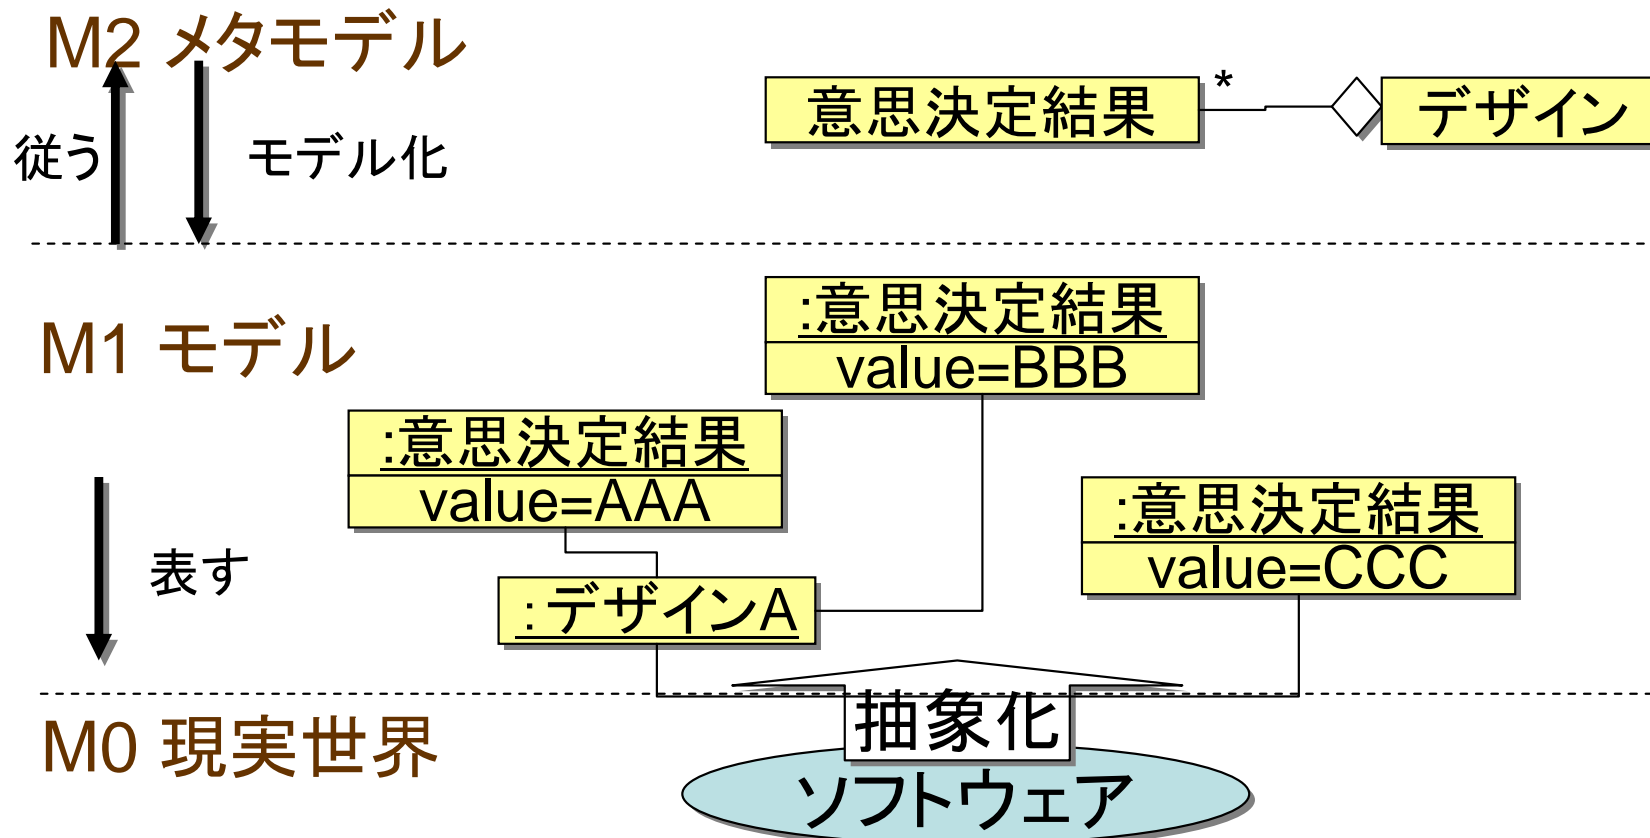 M2 メタモデル
意思決定結果
*
デザイン
従う
モデル化
M1 モデル
:意思決定結果
value=BBB
:意思決定結果
value=AAA
:意思決定結果
value=CCC
表す
:デザインA
抽象化
M0 現実世界
ソフトウェア